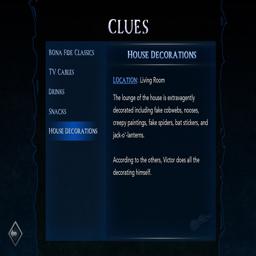 CLUES
BONA FIDE CLASSICS
HOUSE DECORATIONS
TV CABLES
LOCATION: Living Room
DRINKS
The lounge of the house is extravagently
decorated including fake cobwebs, nooses,
SNACKS
creepy paintings, fake spiders, bat stickers, and
jack-o'-lanterns.
HOUSE DECORATIONS
According to the others, Victor does all the
decorating himself.